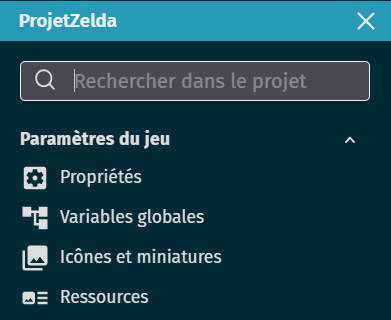 ProjetZelda
Rechercher dans le projet
Paramètres du jeu
Propriétés
Variables globales
Icônes et miniatures
Ressources